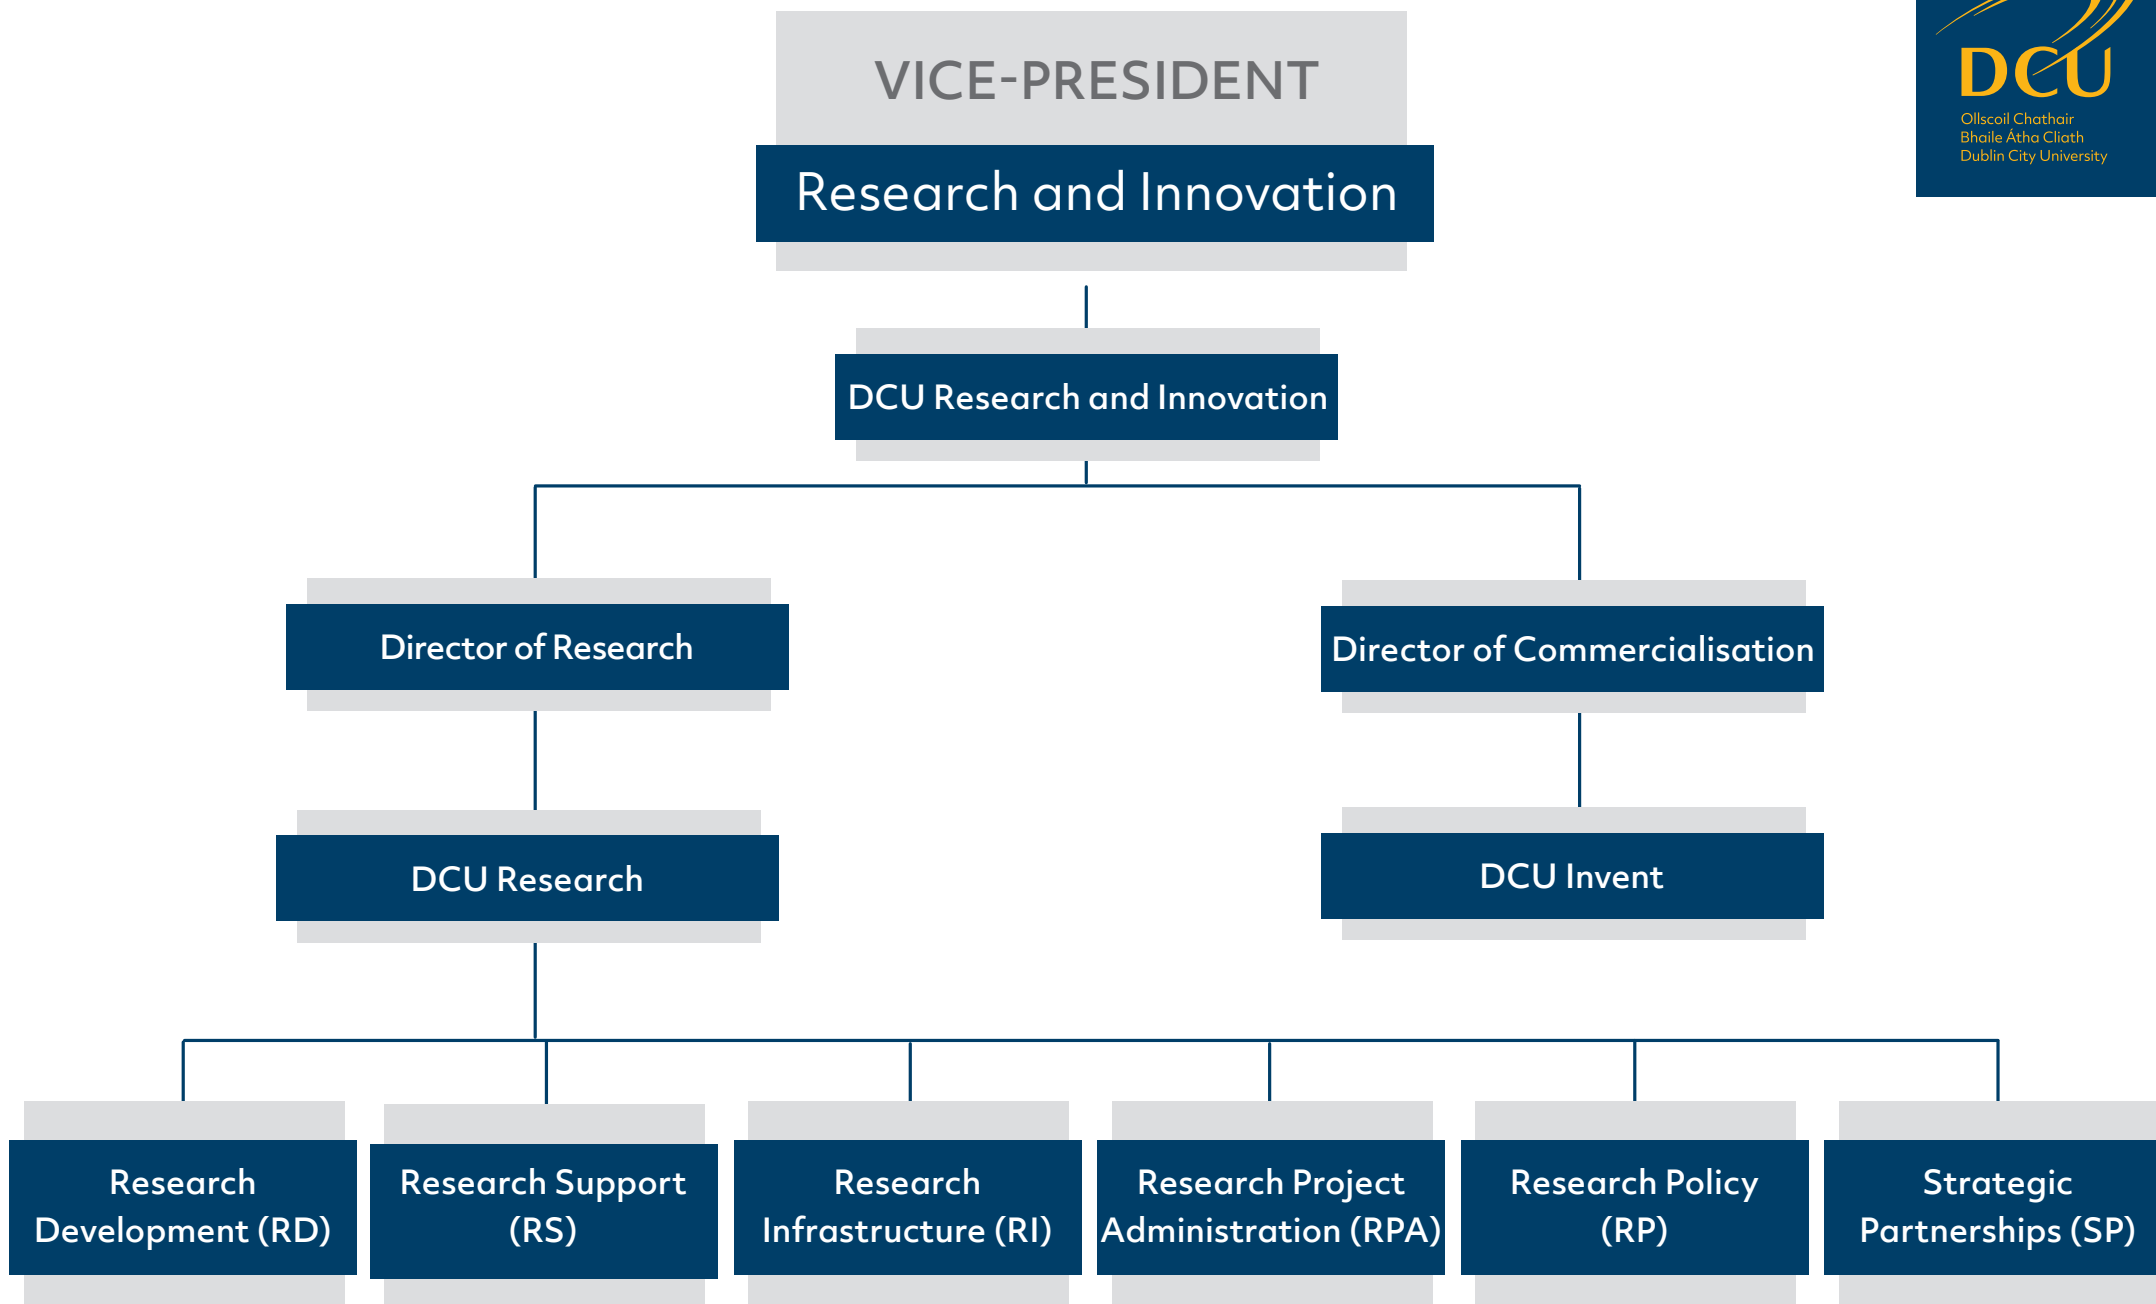 VICE-PRESIDENT
Research and Innovation
DCU
Ollscoil Chathair
Bhaile Átha Cliath
Dublin City University
DCU Research and Innovation
Director of Research
Director of Commercialisation
DCU Research
DCU Invent
Research
Development (RD)
Research Support
(RS)
Research
Infrastructure (RI)
Research Project
Administration (RPA)
Research Policy
(RP)
Strategic
Partnerships (SP)